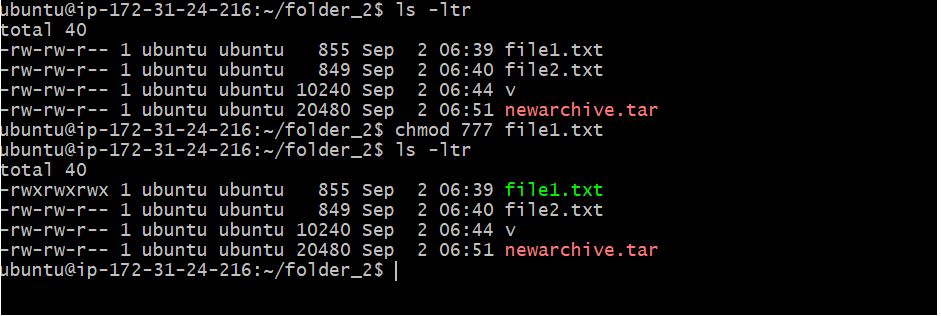 ubuntu@ip-172-31-24-216:~/folder_2$ ls -ltr
total 40
-rw-rw-r-- 1 ubuntu ubuntu   855 Sep  2 06:39 file1.txt
-rw-rw-r-- 1 ubuntu ubuntu   849 Sep  2 06:40 file2.txt
-rw-rw-r-- 1 ubuntu ubuntu 10240 Sep  2 06:44 v
-rw-rw-r-- 1 ubuntu ubuntu 20480 Sep  2 06:51 newarchive.tar
ubuntu@ip-172-31-24-216:~/folder_2$ chmod 777 file1.txt
ubuntu@ip-172-31-24-216:~/folder_2$ ls -ltr
total 40
-rwxrwxrwx 1 ubuntu ubuntu   855 Sep  2 06:39 file1.txt
-rw-rw-r-- 1 ubuntu ubuntu   849 Sep  2 06:40 file2.txt
-rw-rw-r-- 1 ubuntu ubuntu 10240 Sep  2 06:44 v
-rw-rw-r-- 1 ubuntu ubuntu 20480 Sep  2 06:51 newarchive.tar
ubuntu@ip-172-31-24-216:~/folder_2$